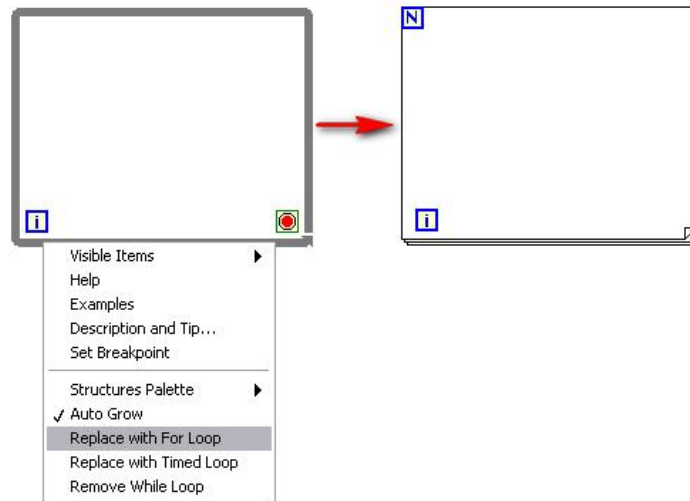 N
i
i
Visible Items
Help
Examples
Description and Tip...
Set Breakpoint
Structures Palette
Auto Grow
Replace with For Loop
Replace with Timed Loop
Remove While Loop